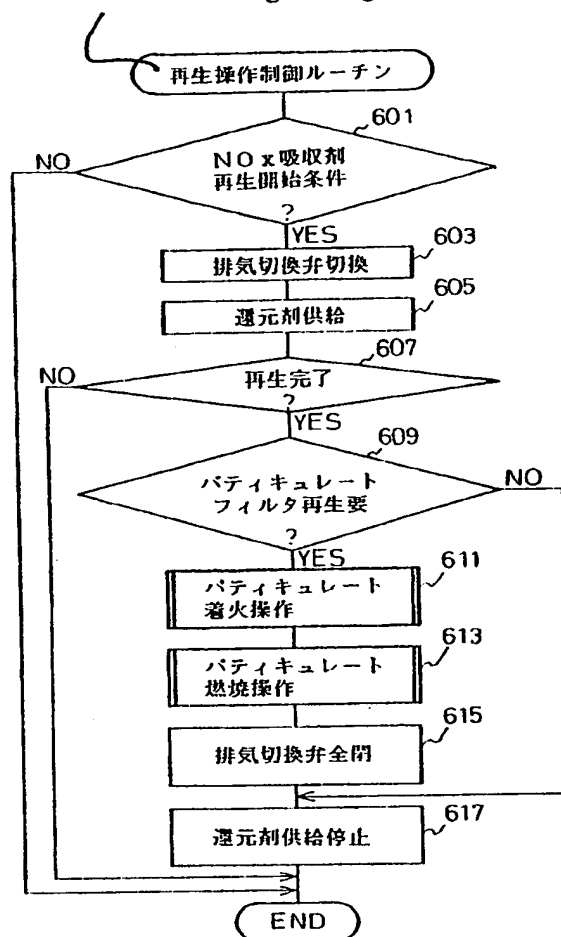 再生操作制御ルーチン
601
NO
NOx吸収剤
再生開始条件
?
YES
603
排気切換弁切換
605
還元剤供給
607
NO
再生完了
?
YES
609
パティキュレート
フィルタ再生要
NO
?
YES
611
パティキュレート
着火操作
613
パティキュレート
燃焼操作
615
排気切換弁全閉
617
還元剤供給停止
END